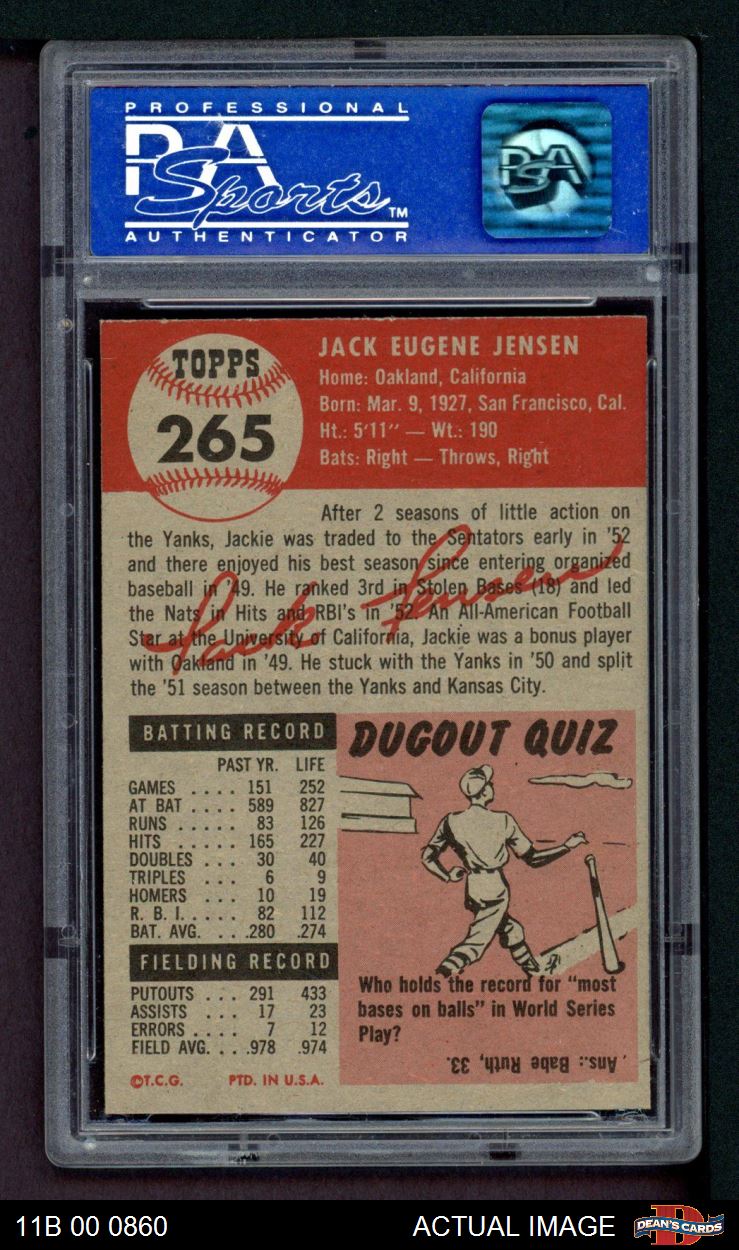 PROFESSIONAL
PSA
Sports TM
AUTHENTICATOR
PSA
TOPPS
265
JACK EUGENE JENSEN
Home: Oakland, California
Born: Mar. 9, 1927, San Francisco, Cal.
Ht.: 5'11" — Wt.: 190
Bats: Right — Throws, Right
After 2 seasons of little action on
the Yanks, Jackie was traded to the Sentators early in '52
and there enjoyed his best season since entering organized
baseball in '49. He ranked 3rd in Stolen Bases (18) and led
the Nats in Hits and RBI's in '52. An All-American Football
Star at the University of California, Jackie was a bonus player
with Oakland in '49. He stuck with the Yanks in '50 and split
the '51 season between the Yanks and Kansas City.
Jack Jensen
BATTING RECORD
PAST YR. LIFE
GAMES .... 151 252
AT BAT .... 589 827
RUNS ..... 83 126
HITS ..... 165 227
DOUBLES ... 30 40
TRIPLES ... 6 9
HOMERS ... 10 19
R. B. I. .... 82 112
BAT. AVG. ... .280 .274
FIELDING RECORD
PUTOUTS ... 291 433
ASSISTS ... 17 23
ERRORS .... 7 12
FIELD AVG. ... .978 .974
©T.C.G. PTD. IN U.S.A.
DUGOUT QUIZ
Who holds the record for "most
bases on balls" in World Series
Play?
Ans.: Babe Ruth, 33.
11B 00 0860
ACTUAL IMAGE
D
DEAN'S CARDS